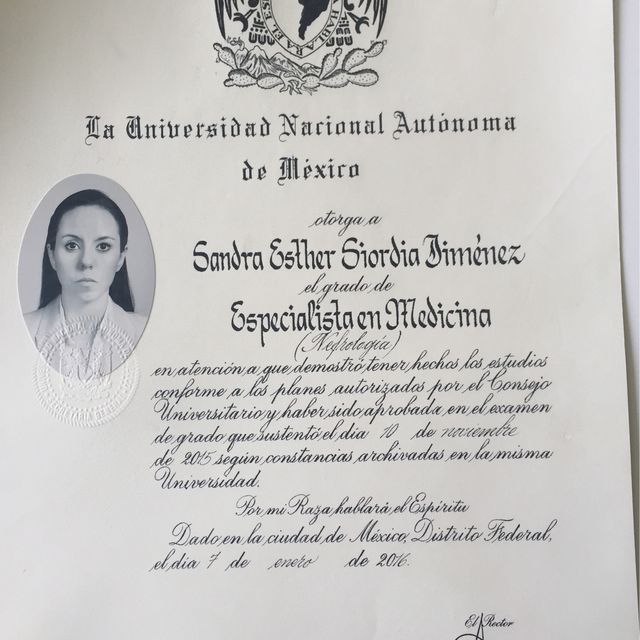 HABLARA EL ES
La Universidad Nacional Autónoma
de México
otorga a
Sandra Esther Siordia Jiménez
el grado de
Especialista en Medicina
(Nefrología)
en atención a que demostró tener hechos los estudios
conforme a los planes autorizados por el Consejo
Universitario y haber sido aprobada en el examen
de grado que sustentó el día 10 de noviembre
de 2015 según constancias archivadas en la misma
Universidad.
Por mi Raza hablará el Espíritu
Dado en la ciudad de México, Distrito Federal,
el día 7 de enero de 2016.
El Rector